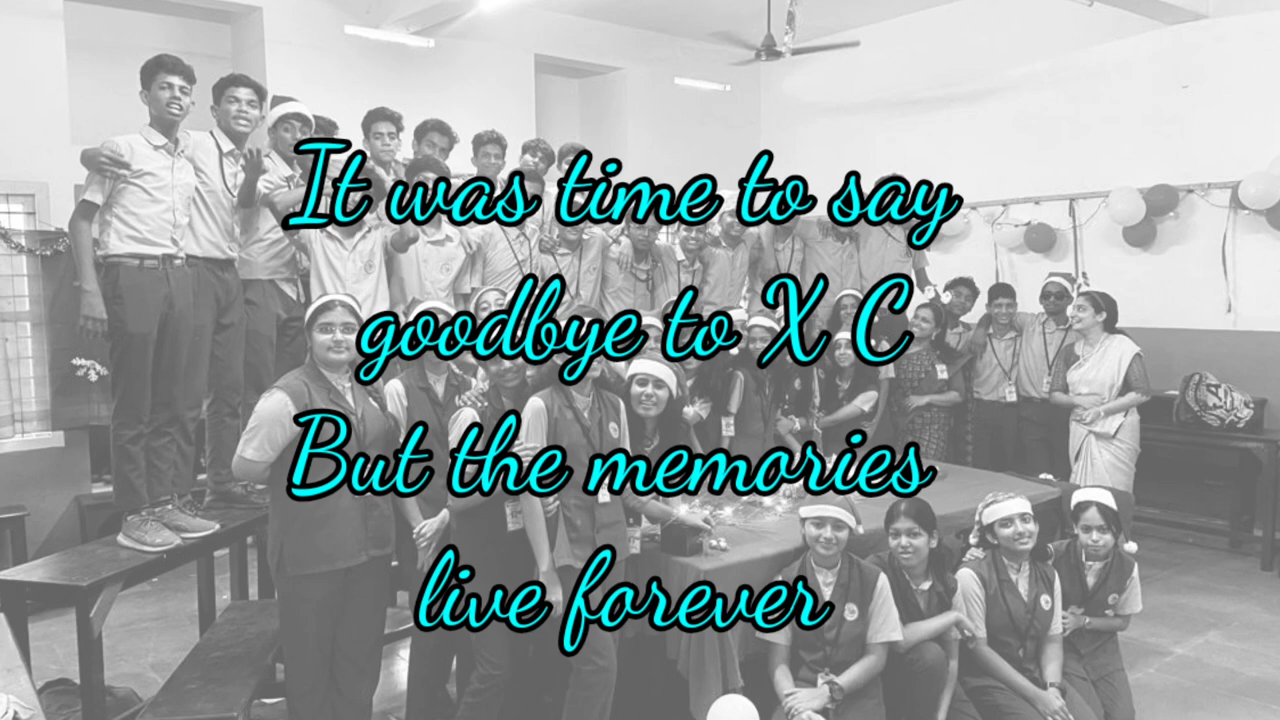 It was time to say
goodbye to X C
But the memories
live forever